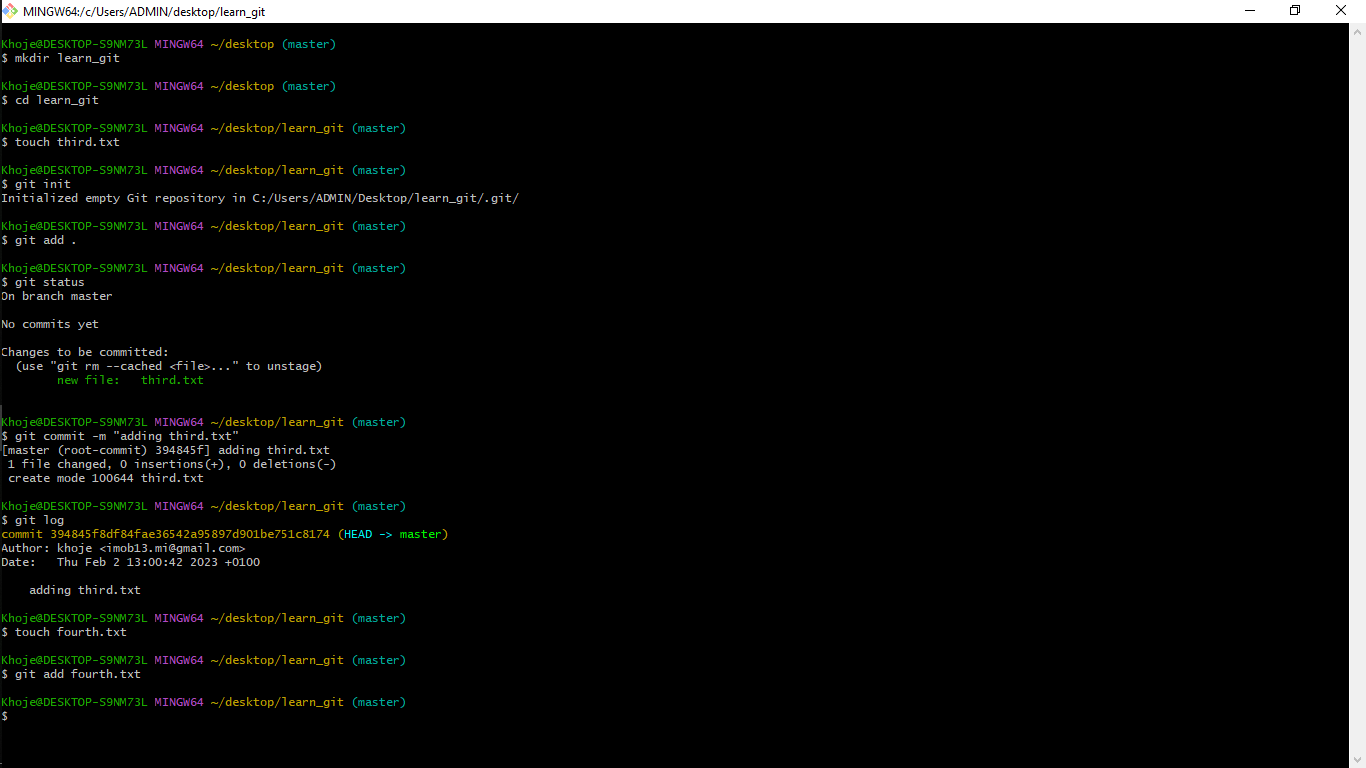 MINGW64:/c/Users/ADMIN/desktop/learn_git
Khoje@DESKTOP-S9NM73L MINGW64 ~/desktop (master)
$ mkdir learn_git
Khoje@DESKTOP-S9NM73L MINGW64 ~/desktop (master)
$ cd learn_git
Khoje@DESKTOP-S9NM73L MINGW64 ~/desktop/learn_git (master)
$ touch third.txt
Khoje@DESKTOP-S9NM73L MINGW64 ~/desktop/learn_git (master)
$ git init
Initialized empty Git repository in C:/Users/ADMIN/Desktop/learn_git/.git/
Khoje@DESKTOP-S9NM73L MINGW64 ~/desktop/learn_git (master)
$ git add .
Khoje@DESKTOP-S9NM73L MINGW64 ~/desktop/learn_git (master)
$ git status
On branch master
No commits yet
Changes to be committed:
  (use "git rm --cached <file>..." to unstage)
        new file:   third.txt
Khoje@DESKTOP-S9NM73L MINGW64 ~/desktop/learn_git (master)
$ git commit -m "adding third.txt"
[master (root-commit) 394845f] adding third.txt
 1 file changed, 0 insertions(+), 0 deletions(-)
 create mode 100644 third.txt
Khoje@DESKTOP-S9NM73L MINGW64 ~/desktop/learn_git (master)
$ git log
commit 394845f8df84fae36542a95897d901be751c8174 (HEAD -> master)
Author: khoje <imob13.mi@gmail.com>
Date:   Thu Feb 2 13:00:42 2023 +0100
    adding third.txt
Khoje@DESKTOP-S9NM73L MINGW64 ~/desktop/learn_git (master)
$ touch fourth.txt
Khoje@DESKTOP-S9NM73L MINGW64 ~/desktop/learn_git (master)
$ git add fourth.txt
Khoje@DESKTOP-S9NM73L MINGW64 ~/desktop/learn_git (master)
$